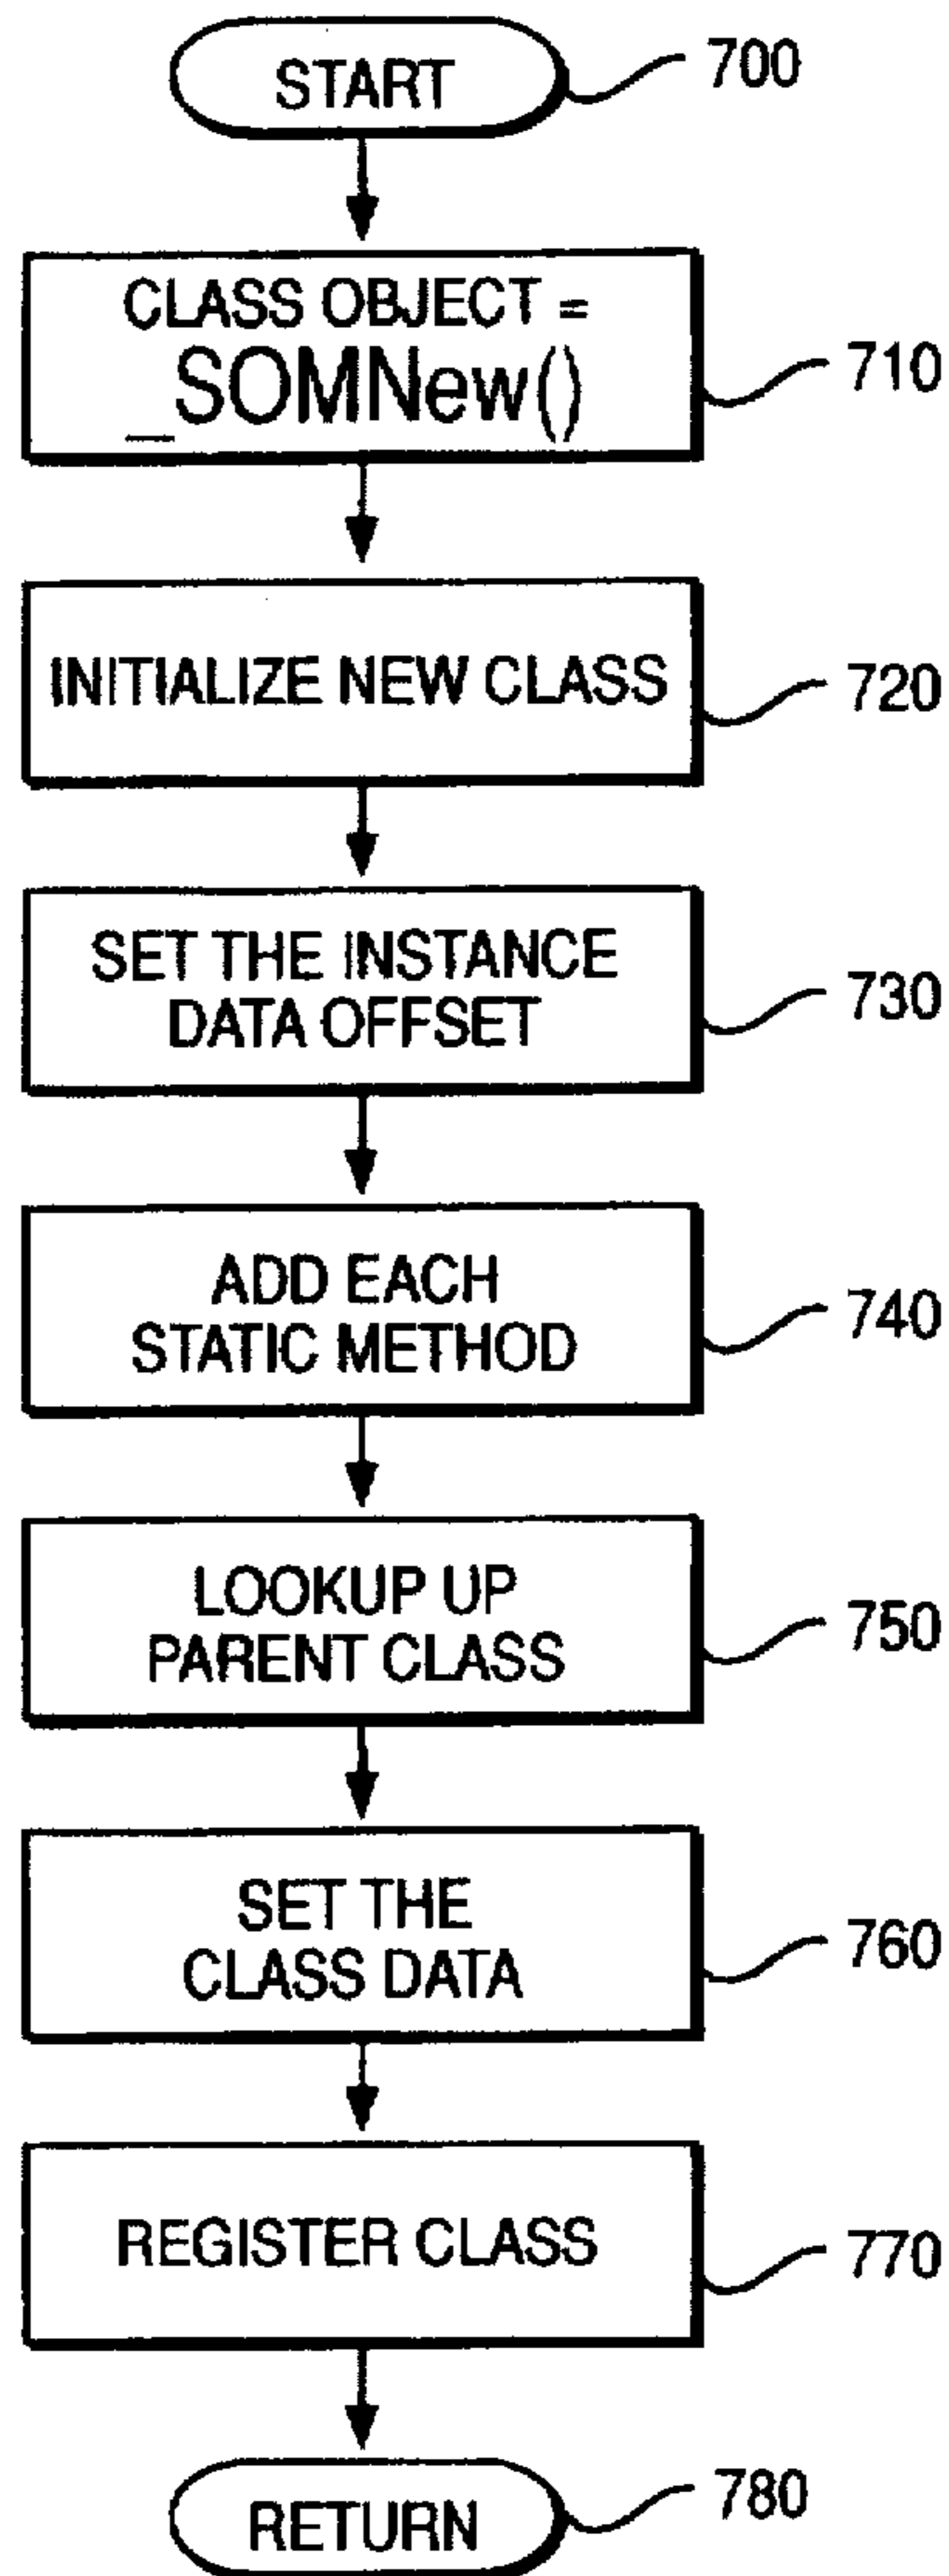 START
700
CLASS OBJECT =
_SOMNew()
710
INITIALIZE NEW CLASS
720
SET THE INSTANCE
DATA OFFSET
730
ADD EACH
STATIC METHOD
740
LOOKUP UP
PARENT CLASS
750
SET THE
CLASS DATA
760
REGISTER CLASS
770
RETURN
780